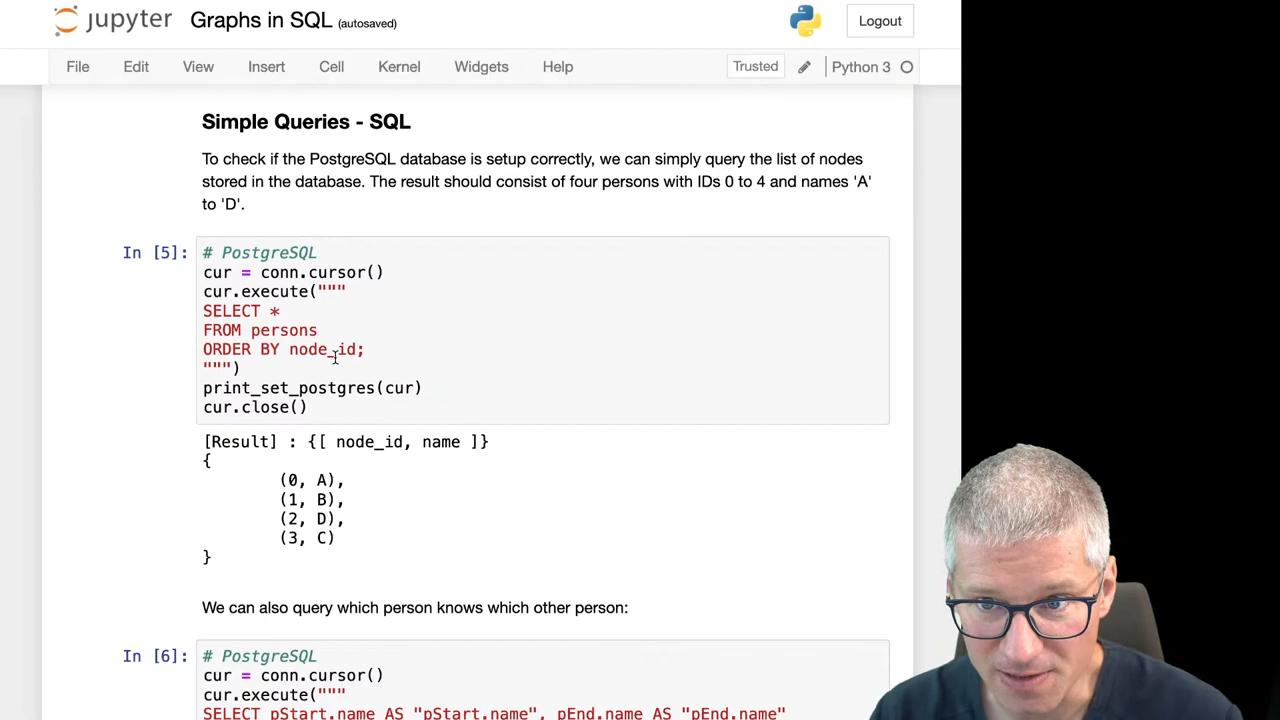 jupyter Graphs in SQL (autosaved) Logout
File Edit View Insert Cell Kernel Widgets Help Trusted Python 3
Simple Queries - SQL
To check if the PostgreSQL database is setup correctly, we can simply query the list of nodes
stored in the database. The result should consist of four persons with IDs 0 to 4 and names 'A'
to 'D'.
In [5]: # PostgreSQL
cur = conn.cursor()
cur.execute("""
SELECT *
FROM persons
ORDER BY node_id;
""")
print_set_postgres(cur)
cur.close()
[Result] : {[ node_id, name ]}
{
(0, A),
(1, B),
(2, D),
(3, C)
}
We can also query which person knows which other person:
In [6]: # PostgreSQL
cur = conn.cursor()
cur.execute("""
SELECT pStart.name AS "pStart.name", pEnd.name AS "pEnd.name"